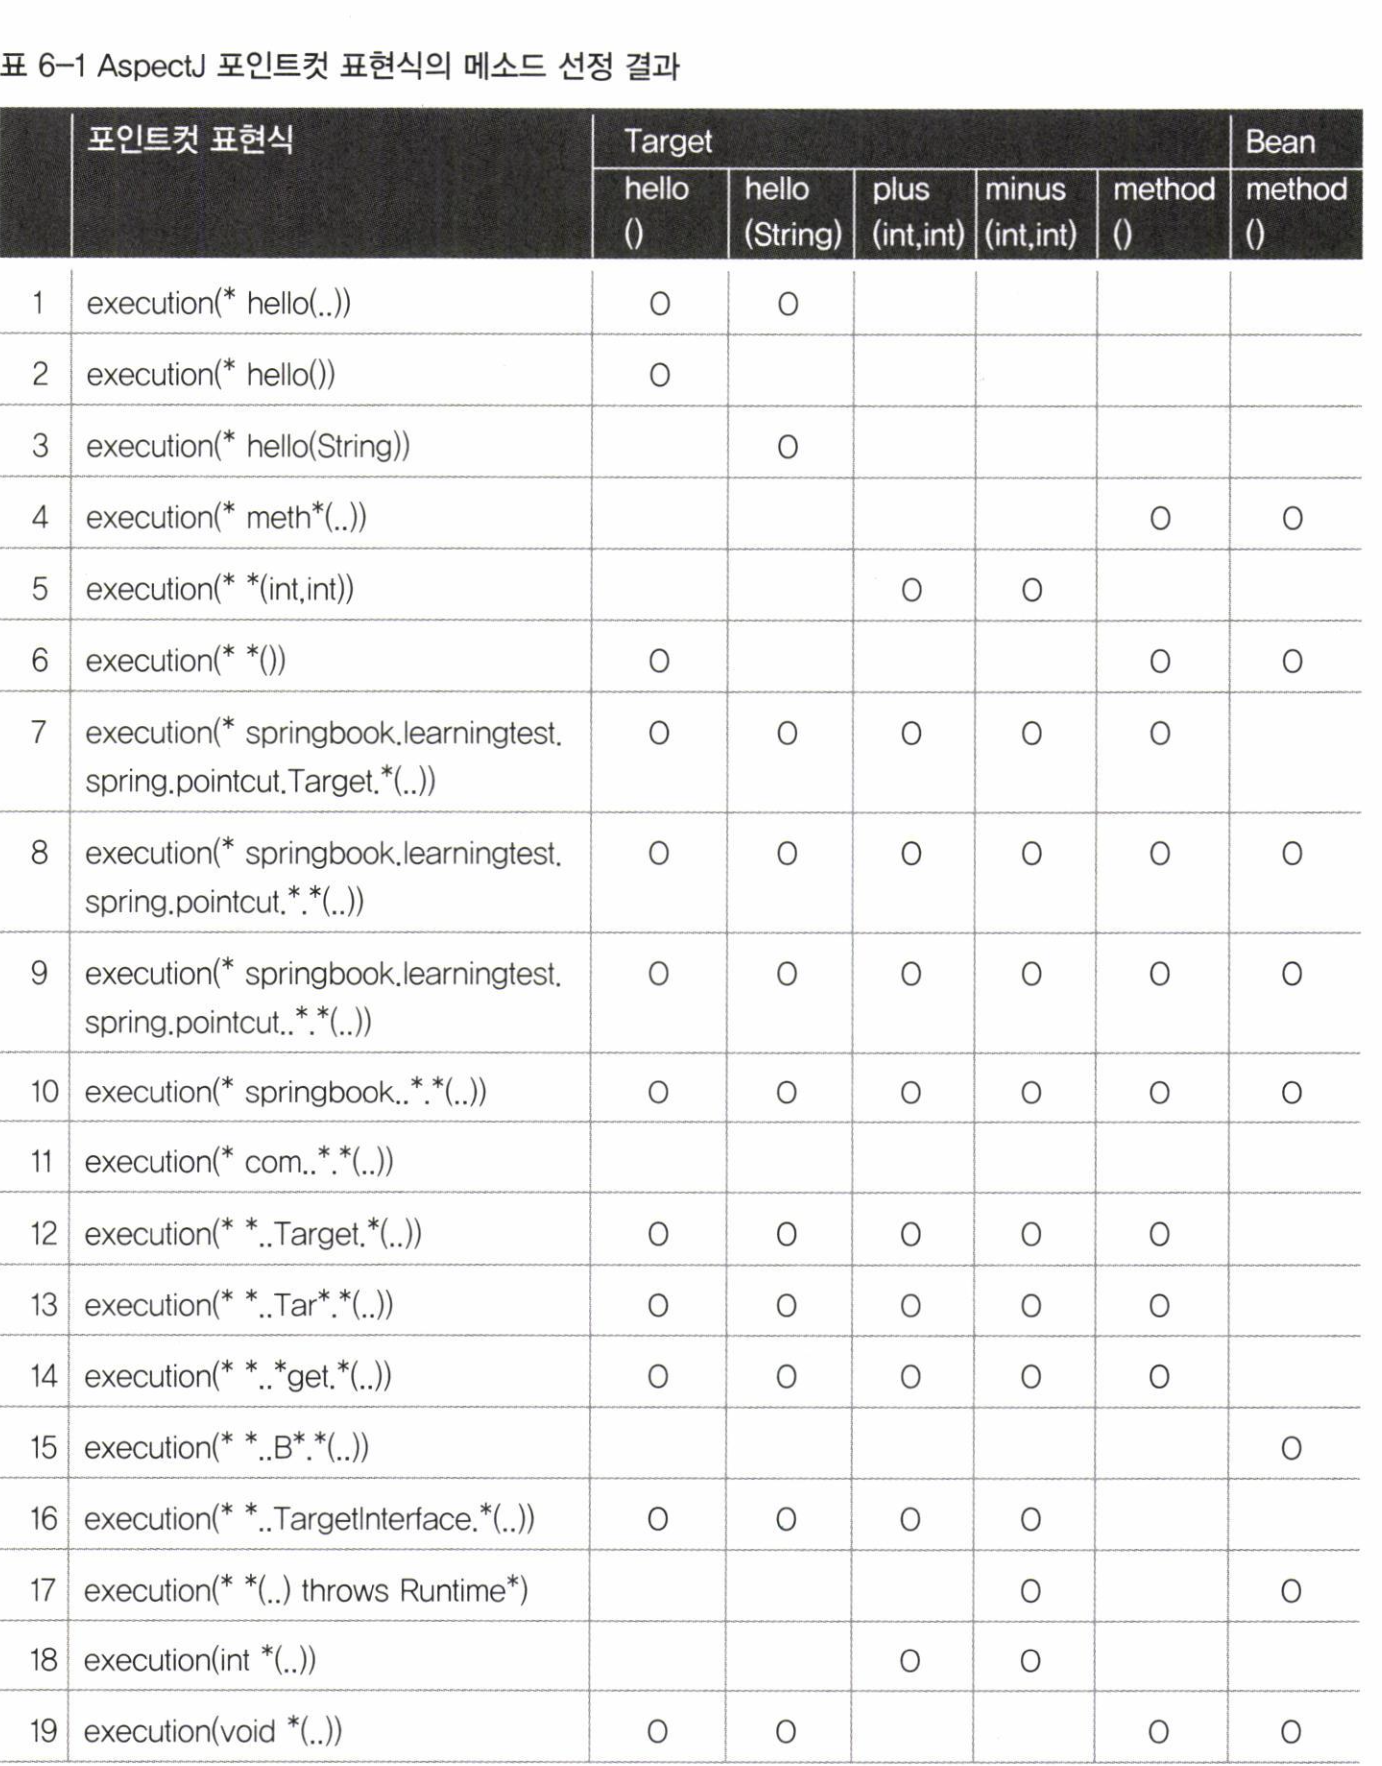 표 6-1 AspectJ 포인트컷 표현식의 메소드 선정 결과
포인트컷 표현식 Target Bean
hello hello plus minus method method
() (String) (int,int) (int,int) () ()
1 execution(* hello(..)) O O
2 execution(* hello()) O
3 execution(* hello(String)) O
4 execution(* meth*(..)) O O
5 execution(* *(int,int)) O O
6 execution(* *()) O O O
7 execution(* springbook.learningtest. O O O O O
spring.pointcut.Target.*(..))
8 execution(* springbook.learningtest. O O O O O O
spring.pointcut.*.*(..))
9 execution(* springbook.learningtest. O O O O O O
spring.pointcut..*.*(..))
10 execution(* springbook..*.*(..)) O O O O O O
11 execution(* com..*.*(..))
12 execution(* *..Target.*(..)) O O O O O
13 execution(* *..Tar*.*(..)) O O O O O
14 execution(* *..*get.*(..)) O O O O O
15 execution(* *..B*.*(..)) O
16 execution(* *..TargetInterface.*(..)) O O O O
17 execution(* *(..) throws Runtime*) O O
18 execution(int *(..)) O O
19 execution(void *(..)) O O O O